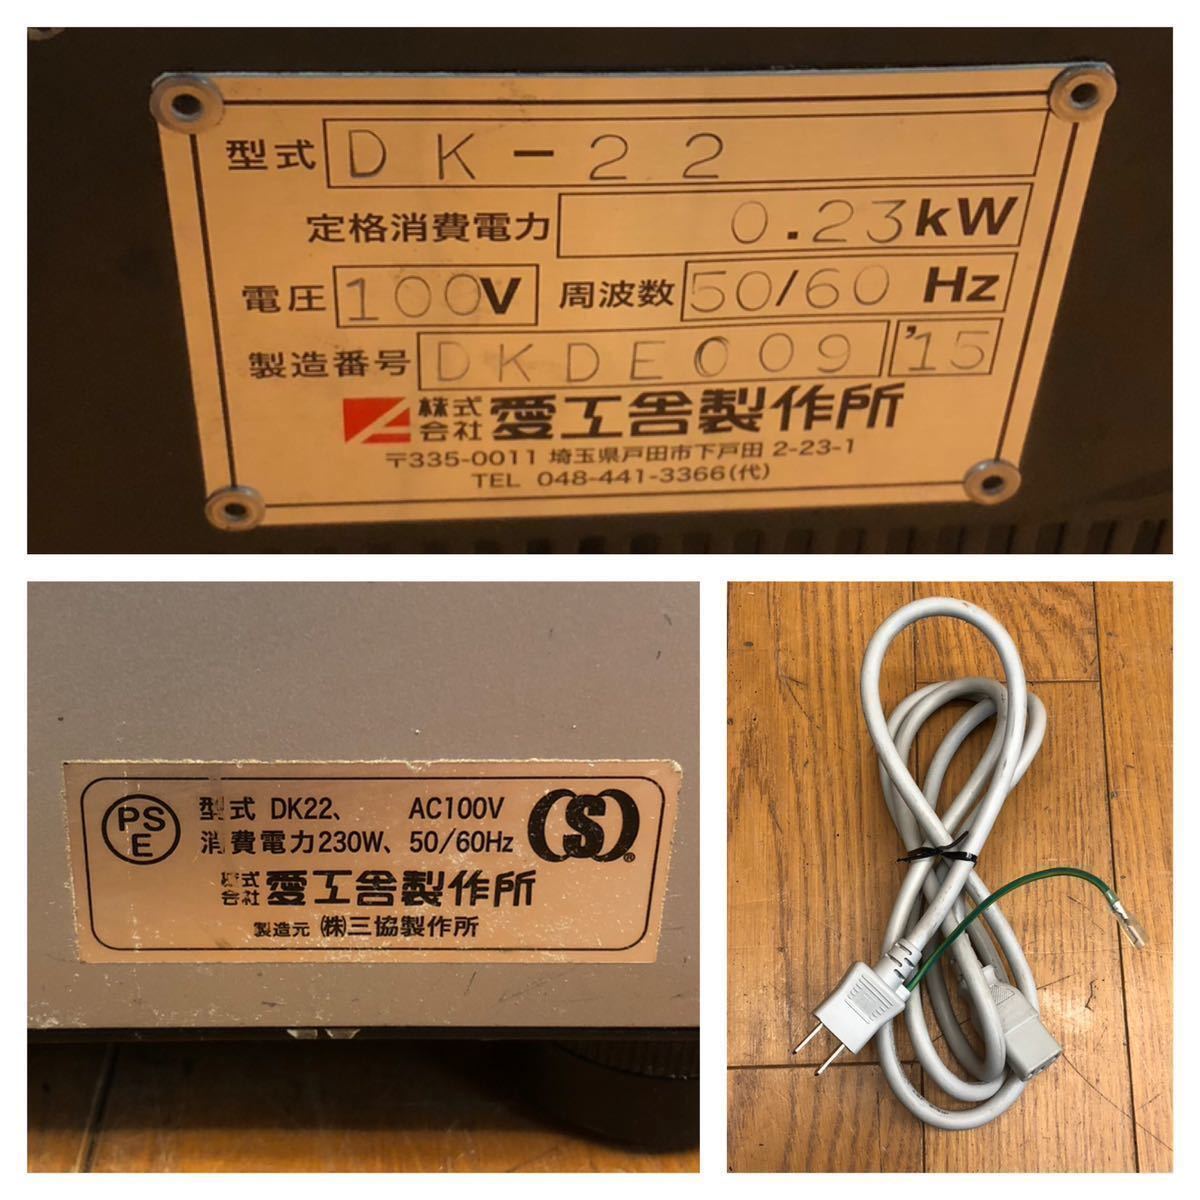 型式 DK-22
定格消費電力 0.23kW
電圧 100V 周波数 50/60 Hz
製造番号 DKDE009 '15
株式会社 愛工舎製作所
〒335-0011 埼玉県戸田市下戸田 2-23-1
TEL 048-441-3366(代)
PSE
型式 DK22、 AC100V
消費電力230W、50/60Hz
(S)®
株式会社 愛工舎製作所
製造元 ㈱三協製作所